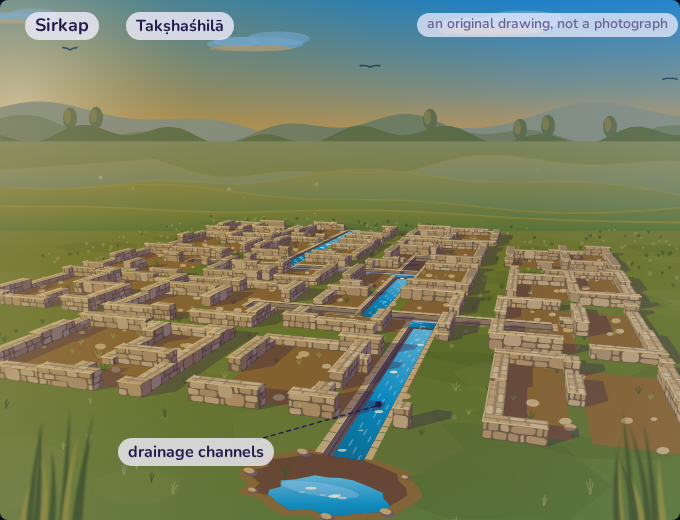 Sirkap
Takṣhaśhilā
an original drawing, not a photograph
drainage channels